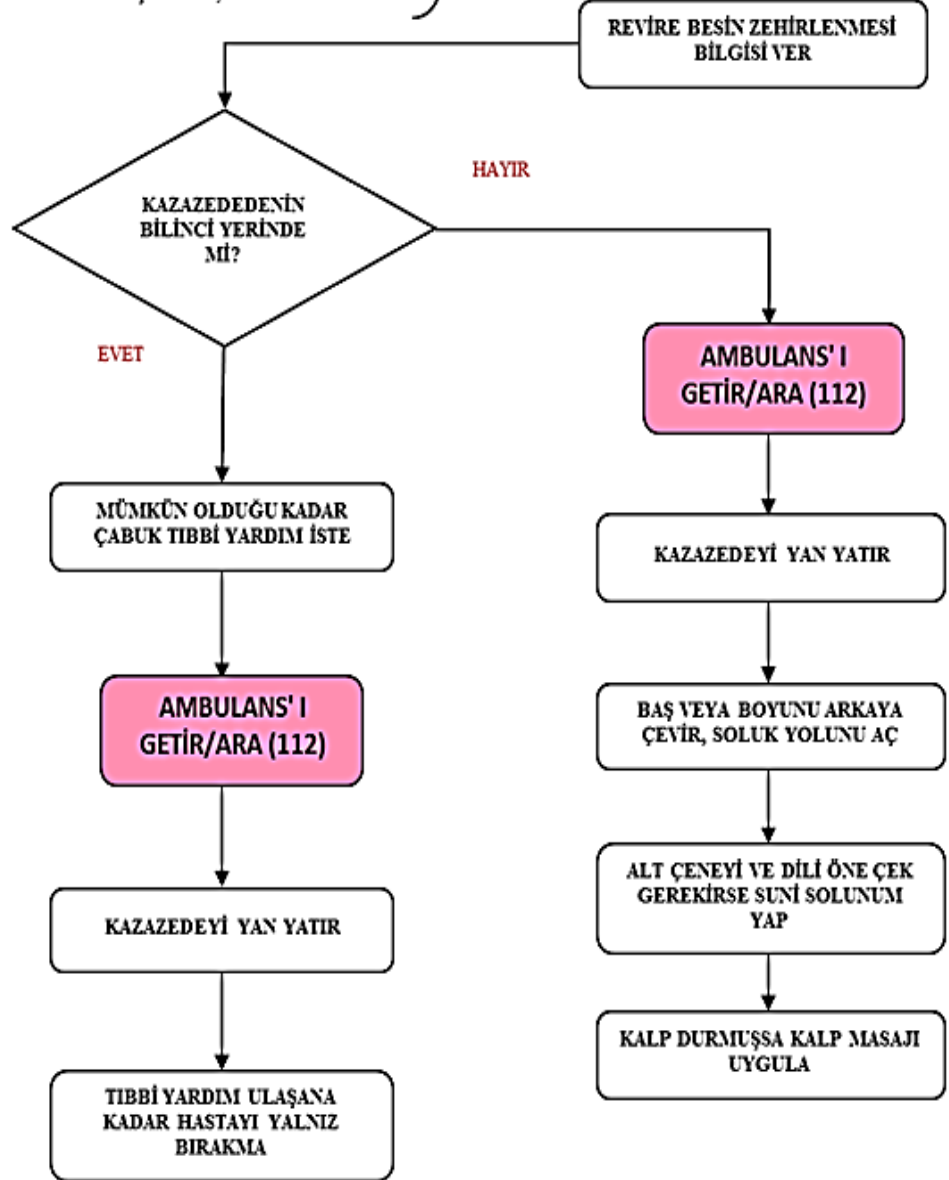 REVİRE BESİN ZEHİRLENMESİ
BİLGİSİ VER
KAZAZEDEDENİN
BİLİNCİ YERİNDE
Mİ?
HAYIR
EVET
AMBULANS' I
GETİR/ARA (112)
KAZAZEDEYİ YAN YATIR
BAŞ VEYA BOYUNU ARKAYA
ÇEVİR, SOLUK YOLUNU AÇ
ALT ÇENEYİ VE DİLİ ÖNE ÇEK
GEREKİRSE SUNİ SOLUNUM
YAP
KALP DURMUŞSA KALP MASAJI
UYGULA
MÜMKÜN OLDUĞU KADAR
ÇABUK TIBBİ YARDIM İSTE
AMBULANS' I
GETİR/ARA (112)
KAZAZEDEYİ YAN YATIR
TIBBİ YARDIM ULAŞANA
KADAR HASTAYI YALNIZ
BIRAKMA